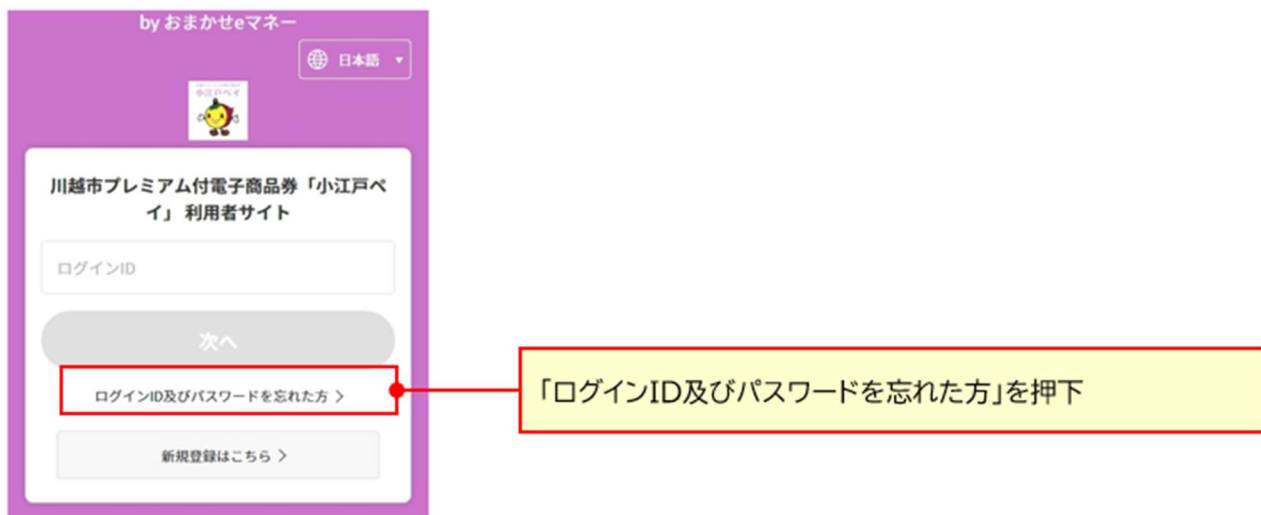 by おまかせeマネー
日本語
小江戸ペイ
川越市プレミアム付電子商品券「小江戸ペ
イ」 利用者サイト
ログインID
次へ
ログインID及びパスワードを忘れた方 >
「ログインID及びパスワードを忘れた方」を押下
新規登録はこちら >